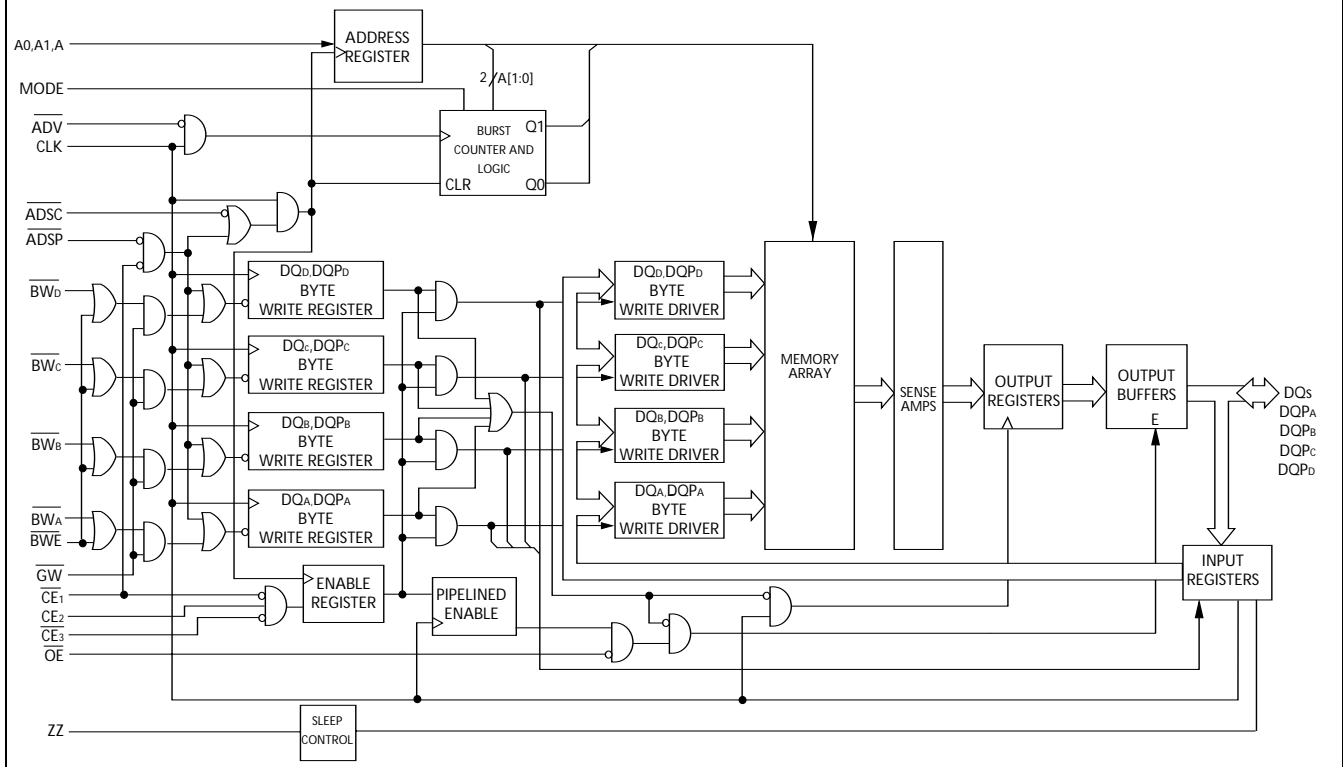 A0,A1,A
ADDRESS
REGISTER
MODE
2
A[1:0]
ADV
CLK
BURST
COUNTER AND
LOGIC
Q1
CLR
Q0
ADSC
ADSP
BWD
DQD,DQPD
BYTE
WRITE REGISTER
DQD,DQPD
BYTE
WRITE DRIVER
BWC
DQC,DQPC
BYTE
WRITE REGISTER
DQC,DQPC
BYTE
WRITE DRIVER
MEMORY
ARRAY
SENSE
AMPS
OUTPUT
REGISTERS
OUTPUT
BUFFERS
E
DQs
DQPA
DQPB
DQPC
DQPD
BWB
DQB,DQPB
BYTE
WRITE REGISTER
DQB,DQPB
BYTE
WRITE DRIVER
BWA
BWE
DQA,DQPA
BYTE
WRITE REGISTER
DQA,DQPA
BYTE
WRITE DRIVER
GW
CE1
CE2
CE3
OE
ENABLE
REGISTER
PIPELINED
ENABLE
INPUT
REGISTERS
ZZ
SLEEP
CONTROL